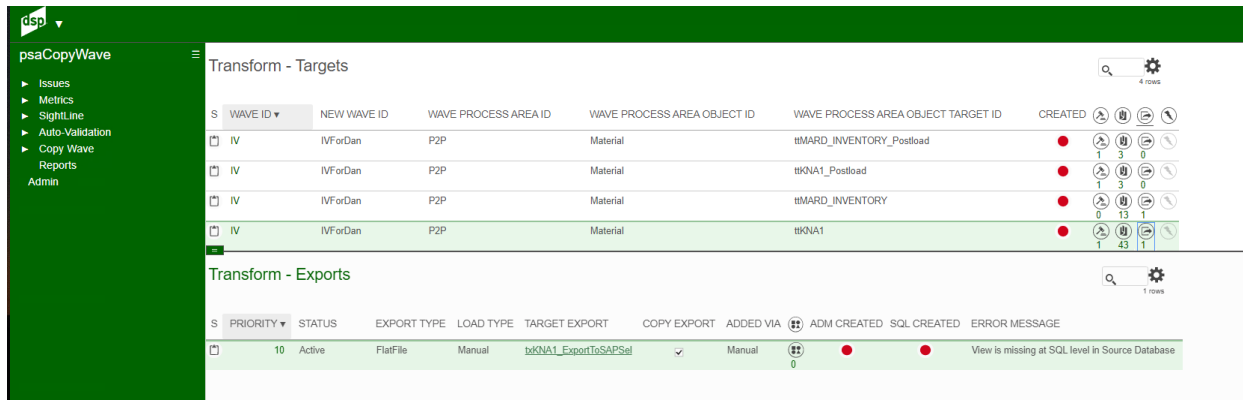 dsp
psaCopyWave
Issues
Metrics
SightLine
Auto-Validation
Copy Wave
Reports
Admin
Transform - Targets
4 rows
S WAVE ID NEW WAVE ID WAVE PROCESS AREA ID WAVE PROCESS AREA OBJECT ID WAVE PROCESS AREA OBJECT TARGET ID CREATED
IV IVForDan P2P Material ttMARD_INVENTORY_Postload
1 3 0
IV IVForDan P2P Material ttKNA1_Postload
1 3 0
IV IVForDan P2P Material ttMARD_INVENTORY
0 13 1
IV IVForDan P2P Material ttKNA1
1 43 1
Transform - Exports
1 rows
S PRIORITY STATUS EXPORT TYPE LOAD TYPE TARGET EXPORT COPY EXPORT ADDED VIA ADM CREATED SQL CREATED ERROR MESSAGE
10 Active FlatFile Manual txKNA1_ExportToSAPSel Manual View is missing at SQL level in Source Database
0